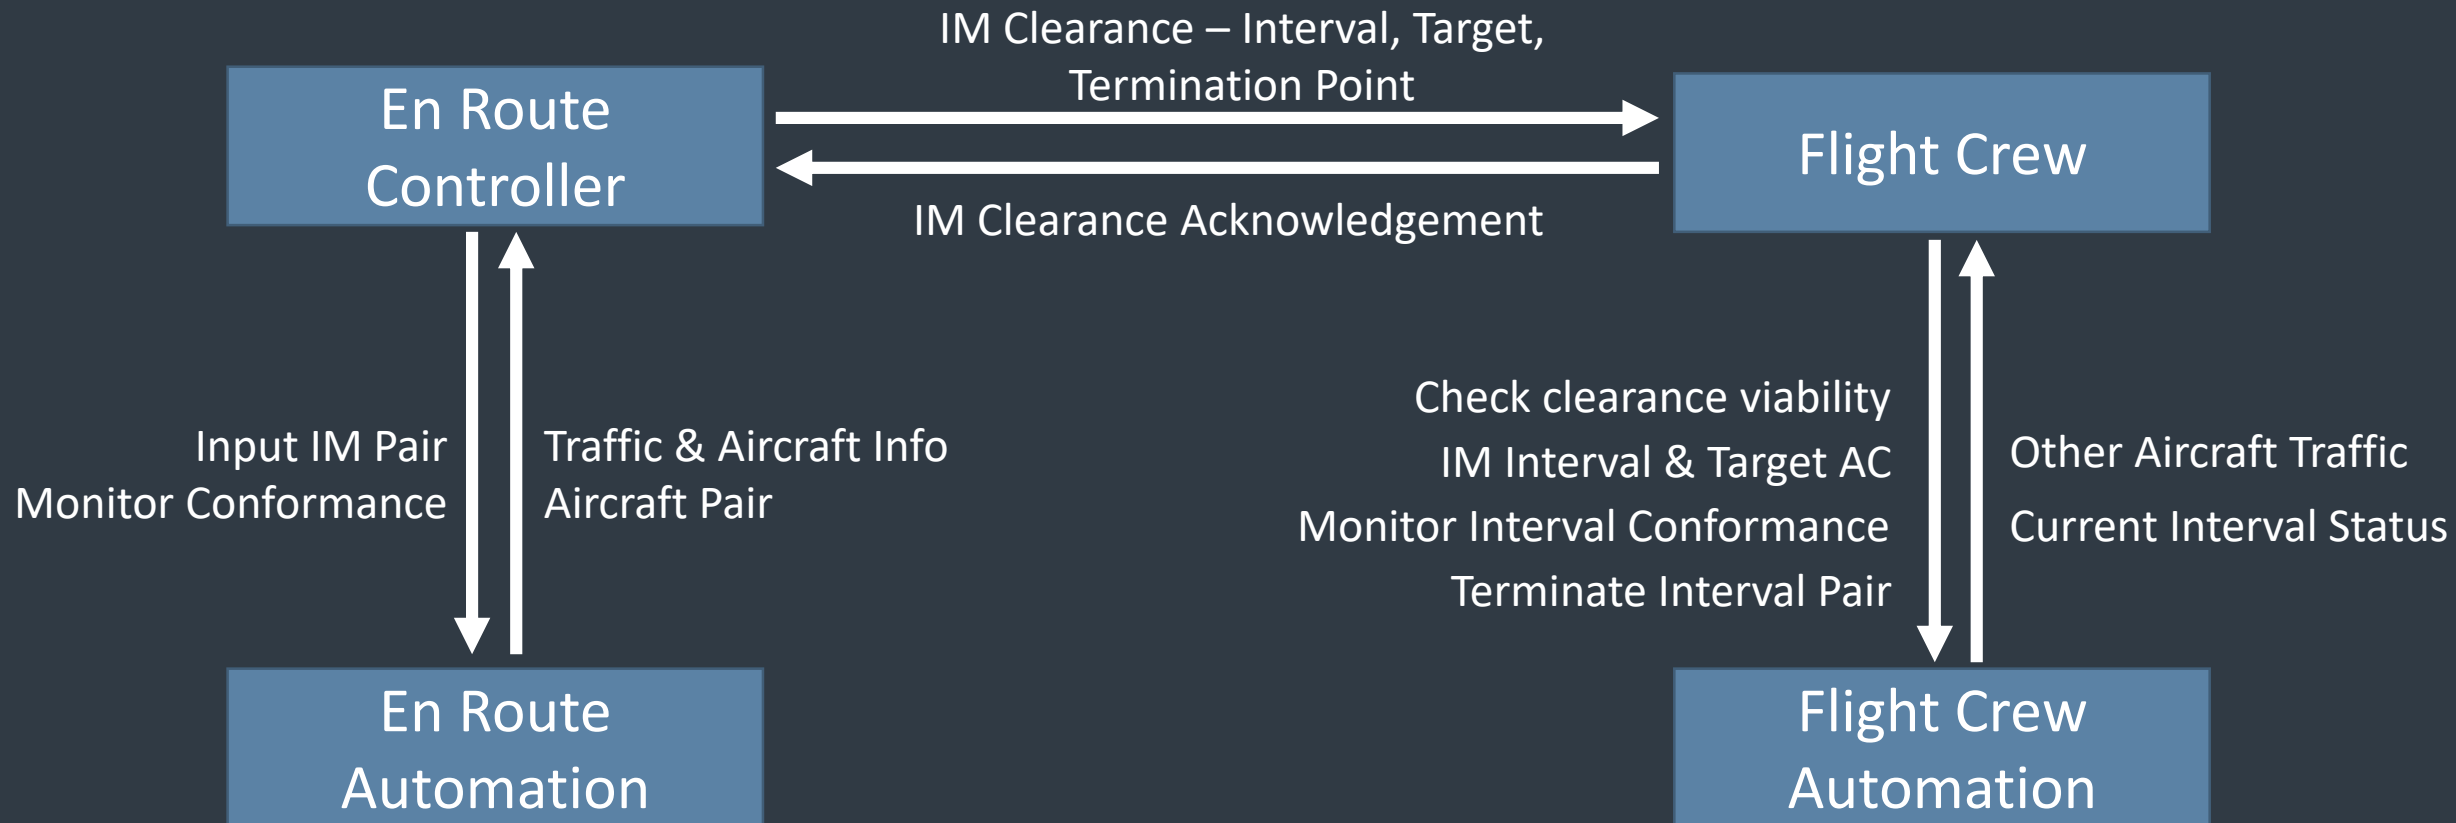 IM Clearance – Interval, Target,
Termination Point
En Route
Controller
Flight Crew
IM Clearance Acknowledgement
Input IM Pair
Monitor Conformance
Traffic & Aircraft Info
Aircraft Pair
Check clearance viability
IM Interval & Target AC
Monitor Interval Conformance
Terminate Interval Pair
Other Aircraft Traffic
Current Interval Status
En Route
Automation
Flight Crew
Automation